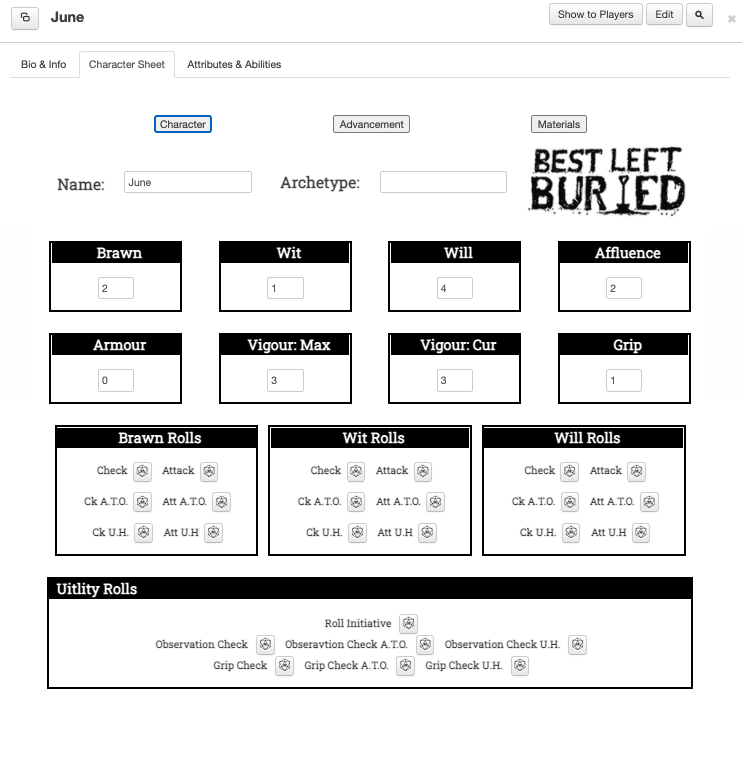 June
Show to Players
Edit
Bio & Info
Character Sheet
Attributes & Abilities
Character
Advancement
Materials
Name:
June
Archetype:
BEST LEFT
BURIED
Brawn
Wit
Will
Affluence
2
1
4
2
Armour
Vigour: Max
Vigour: Cur
Grip
0
3
3
1
Brawn Rolls
Wit Rolls
Will Rolls
Check Attack
Check Attack
Check Attack
Ck A.T.O. Att A.T.O.
Ck A.T.O. Att A.T.O.
Ck A.T.O. Att A.T.O.
Ck U.H. Att U.H
Ck U.H. Att U.H
Ck U.H. Att U.H
Uitlity Rolls
Roll Initiative
Observation Check Obseravtion Check A.T.O. Observation Check U.H.
Grip Check Grip Check A.T.O. Grip Check U.H.